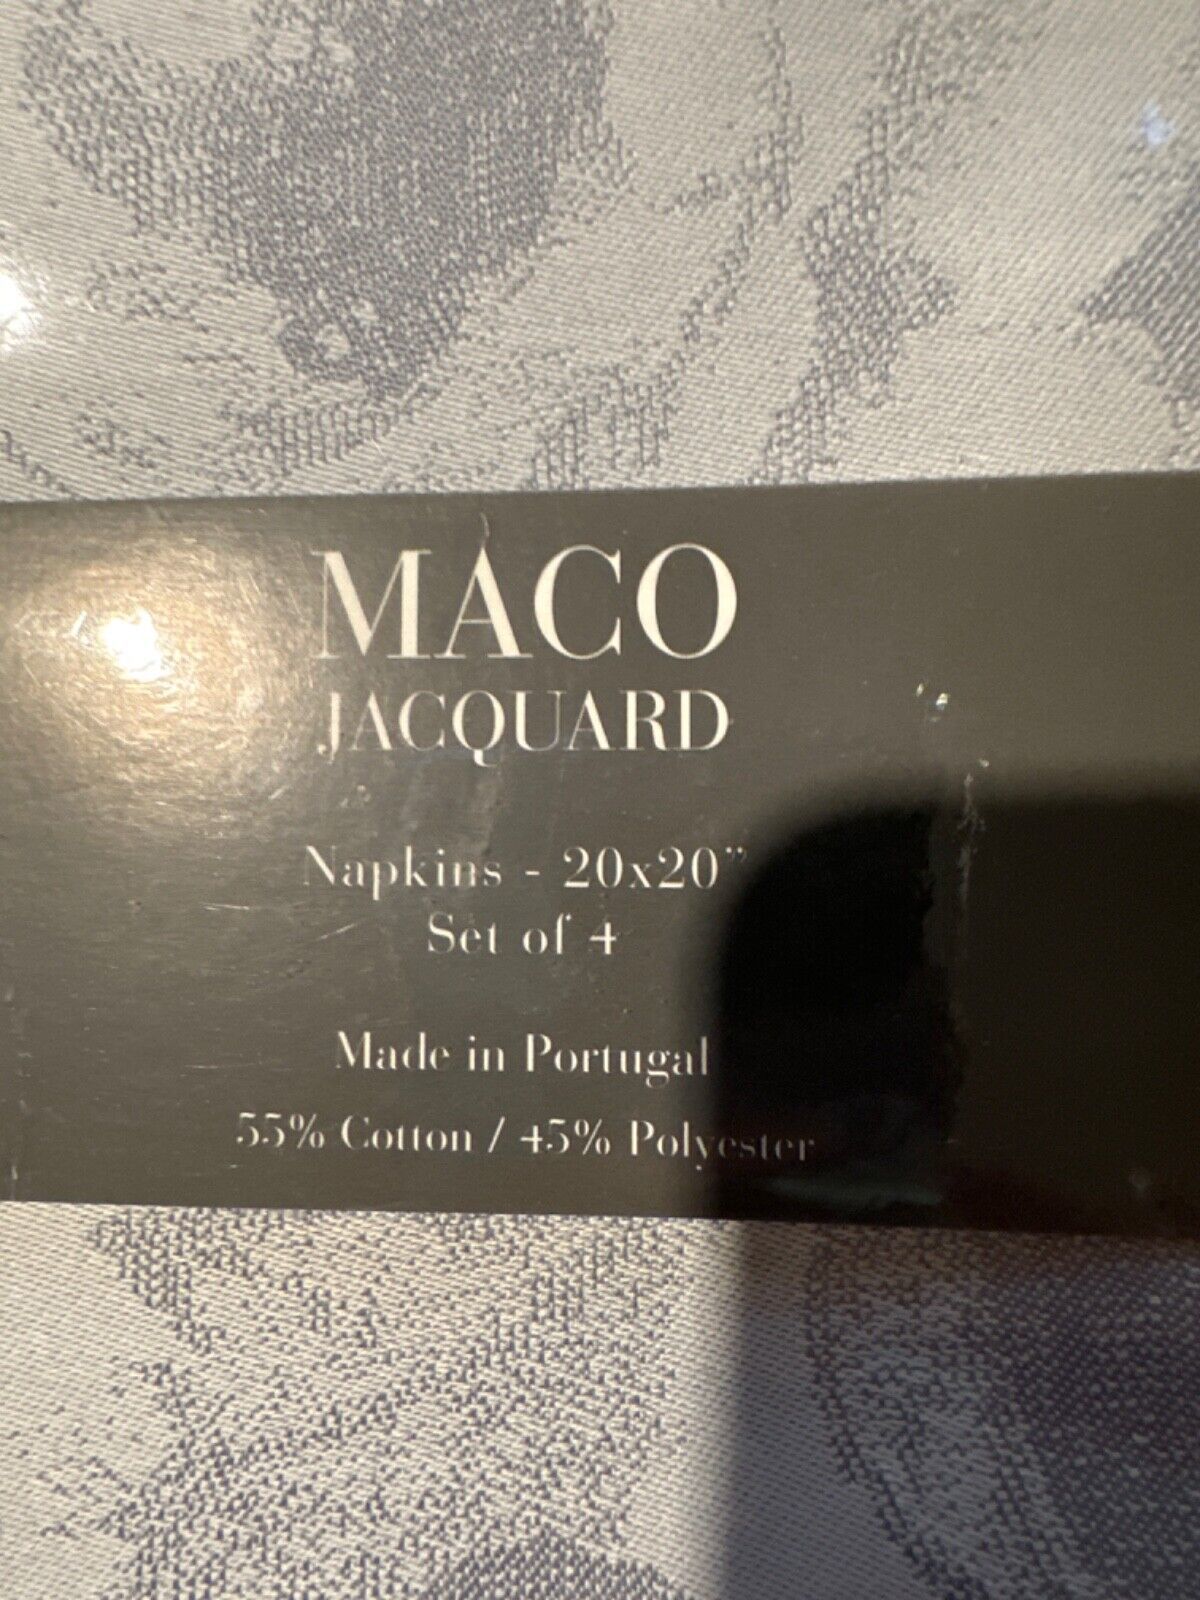 MACO
JACQUARD
Napkins - 20x20”
Set of 4
Made in Portugal
55% Cotton / 45% Polyester